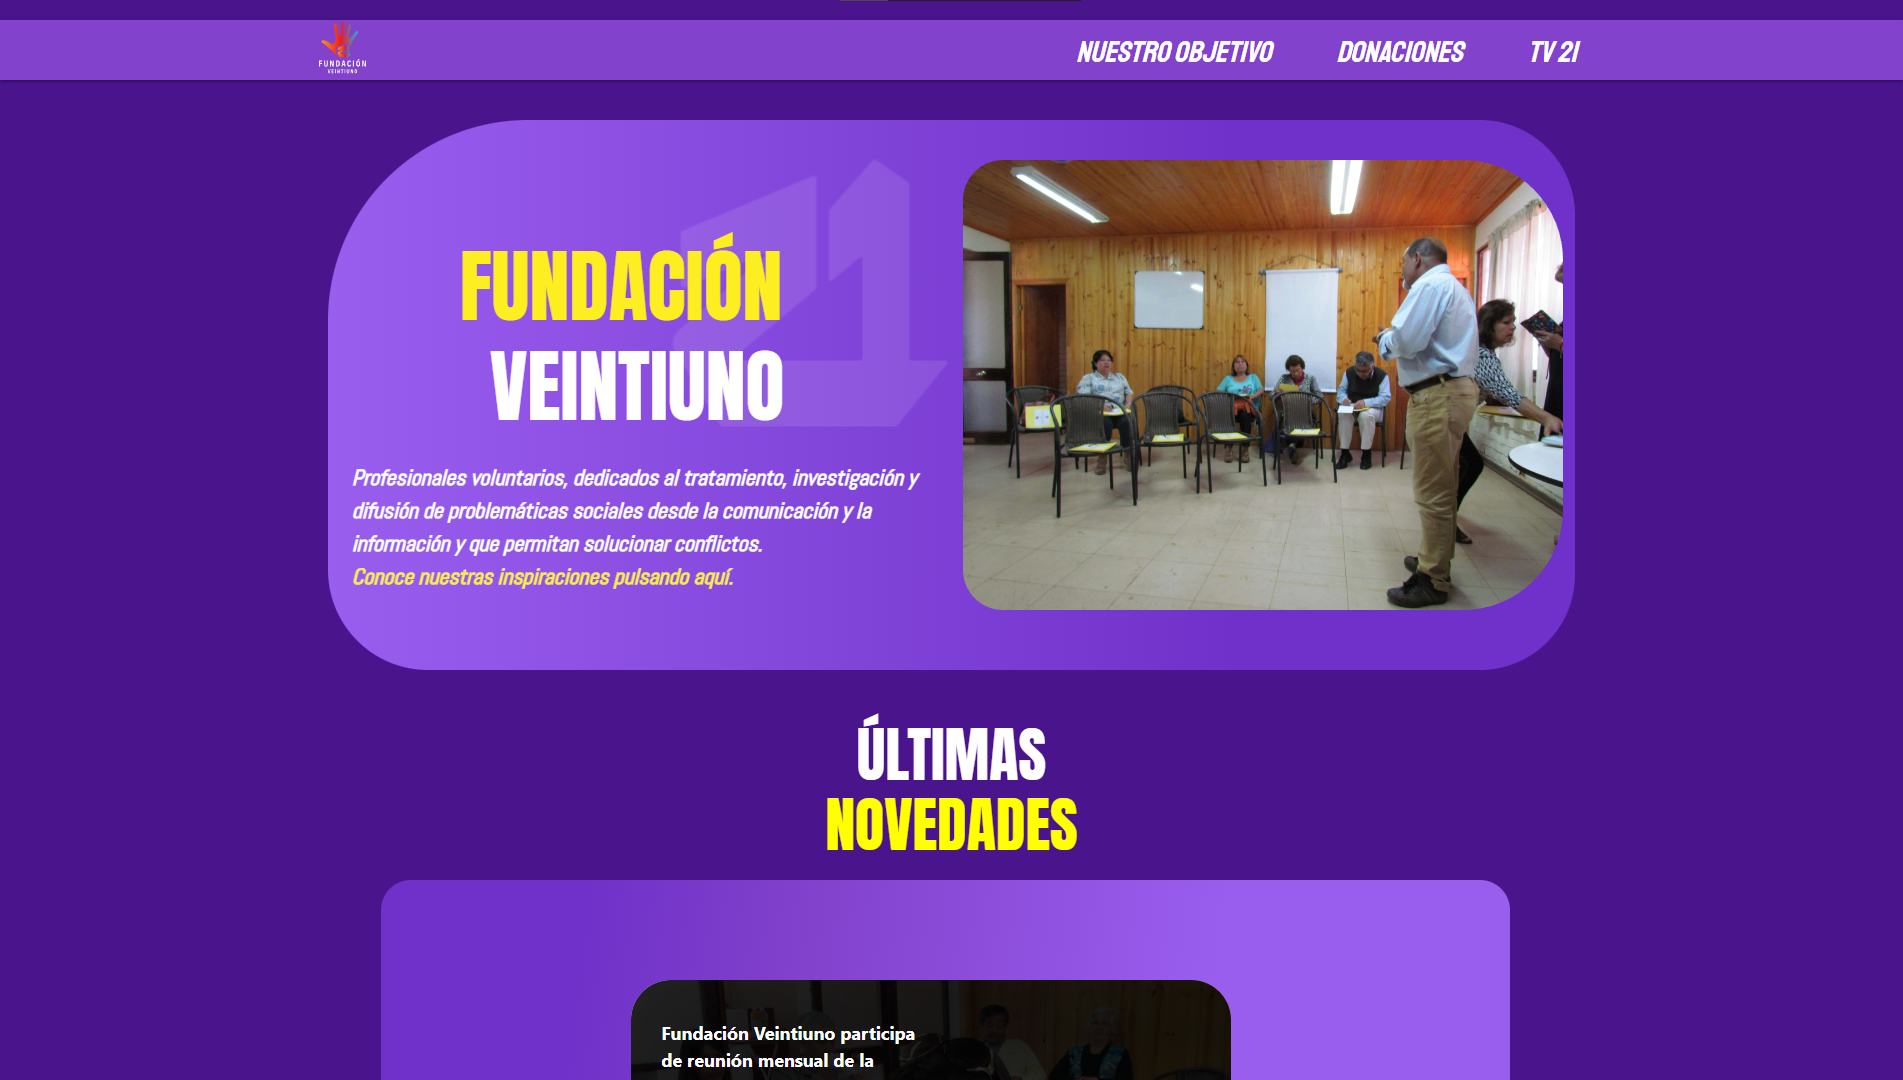 FUNDACIÓN
VEINTIUNO
NUESTRO OBJETIVO
DONACIONES
TV 21
21
FUNDACIÓN
VEINTIUNO
Profesionales voluntarios, dedicados al tratamiento, investigación y
difusión de problemáticas sociales desde la comunicación y la
información y que permitan solucionar conflictos.
Conoce nuestras inspiraciones pulsando aquí.
ÚLTIMAS
NOVEDADES
Fundación Veintiuno participa
de reunión mensual de la